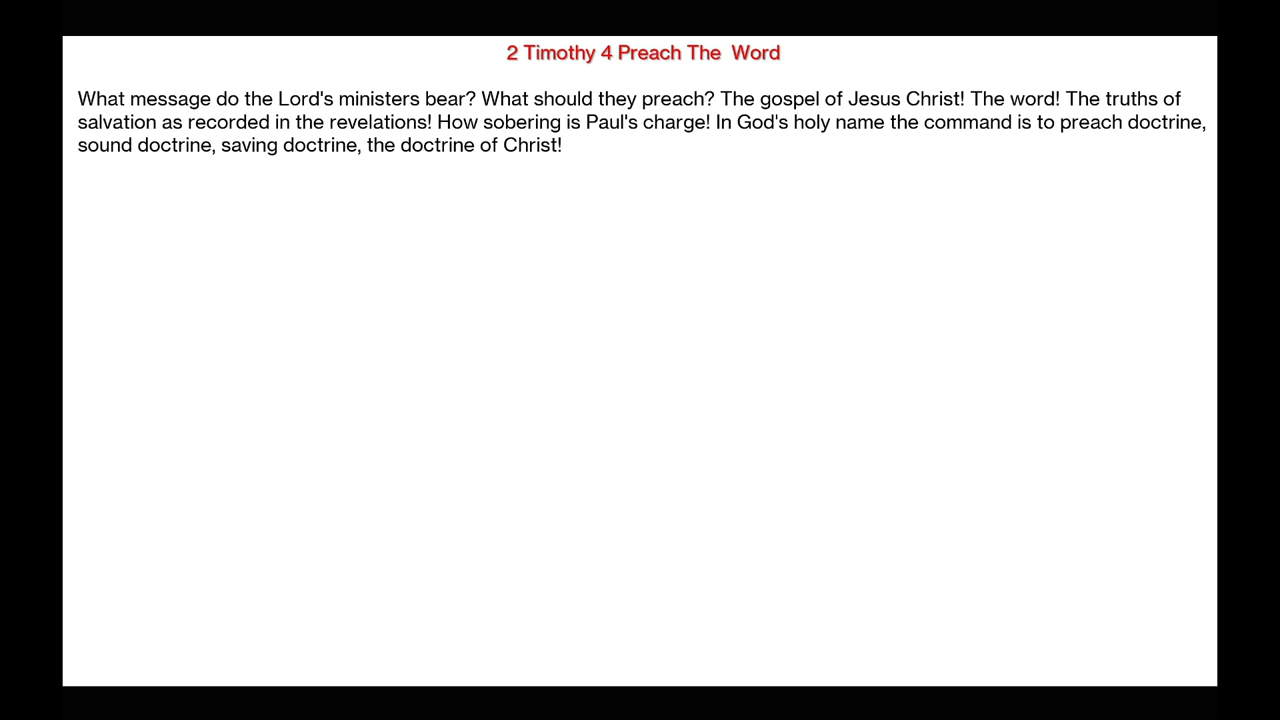 2 Timothy 4 Preach The  Word
What message do the Lord's ministers bear? What should they preach? The gospel of Jesus Christ! The word! The truths of
salvation as recorded in the revelations! How sobering is Paul's charge! In God's holy name the command is to preach doctrine,
sound doctrine, saving doctrine, the doctrine of Christ!